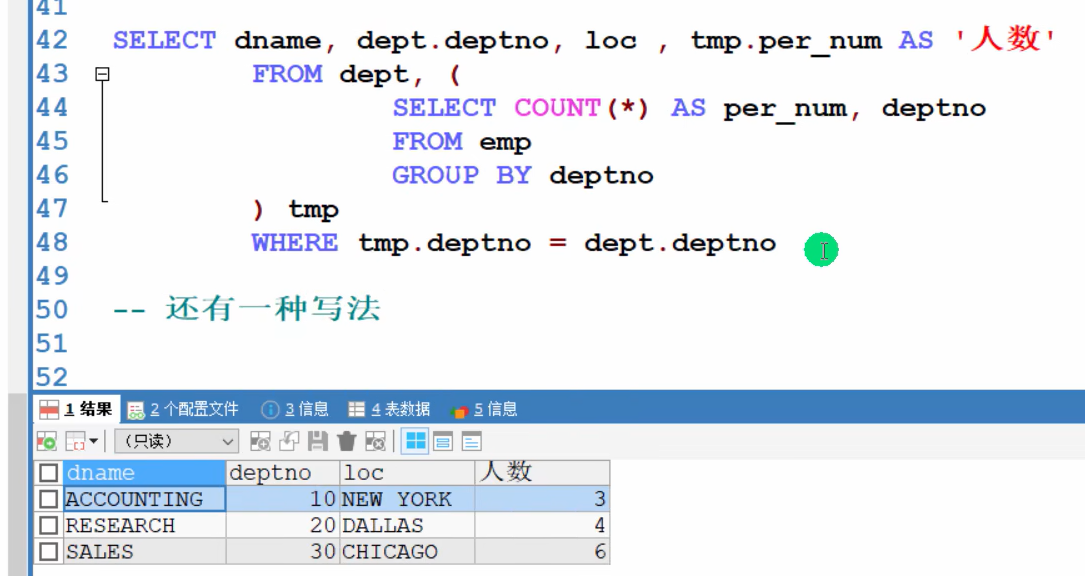 41
42 SELECT dname, dept.deptno, loc , tmp.per_num AS '人数'
43 FROM dept, (
44 SELECT COUNT(*) AS per_num, deptno
45 FROM emp
46 GROUP BY deptno
47 ) tmp
48 WHERE tmp.deptno = dept.deptno
49
50 -- 还有一种写法
51
52
1 结果 2 个配置文件 3 信息 4 表数据 5 信息
（只读）
dname deptno loc 人数
ACCOUNTING 10 NEW YORK 3
RESEARCH 20 DALLAS 4
SALES 30 CHICAGO 6